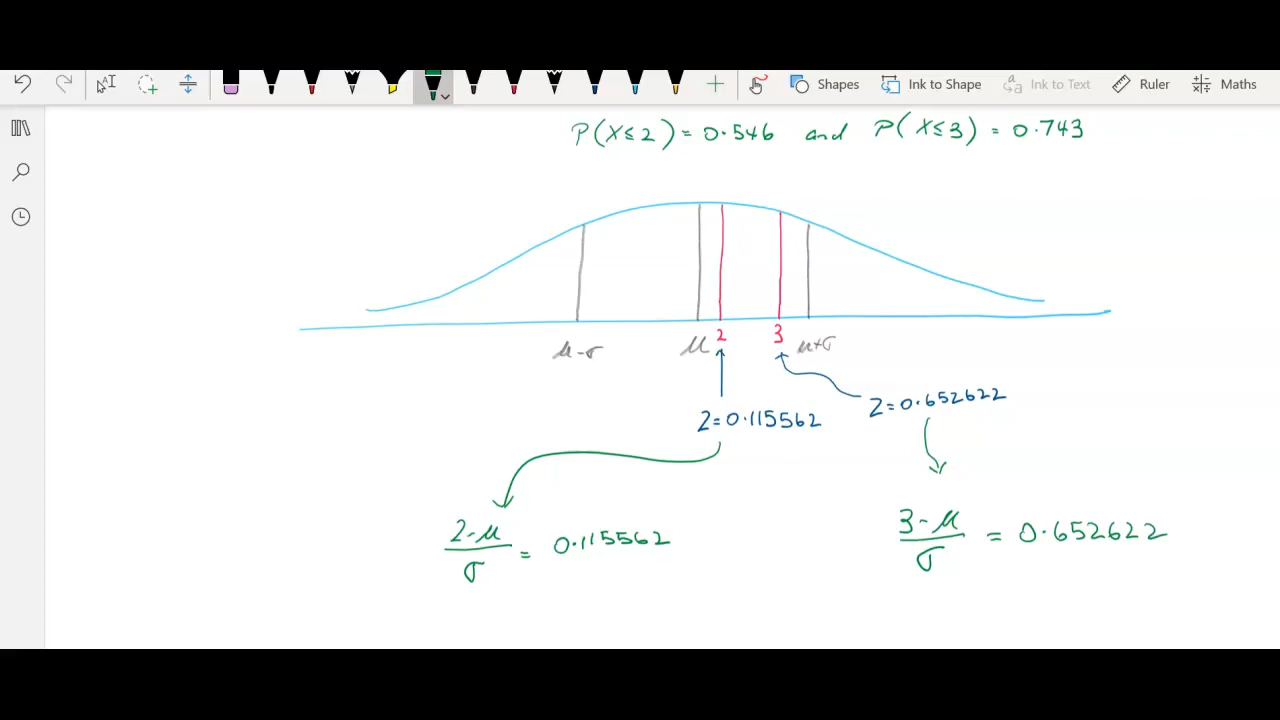 Shapes Ink to Shape Ink to Text Ruler Maths
P(X≤2) = 0.546 and P(X≤3) = 0.743
μ-σ μ 2 3 μ+σ
Z=0.115562 Z=0.652622
2-μ/σ = 0.115562 3-μ/σ = 0.652622